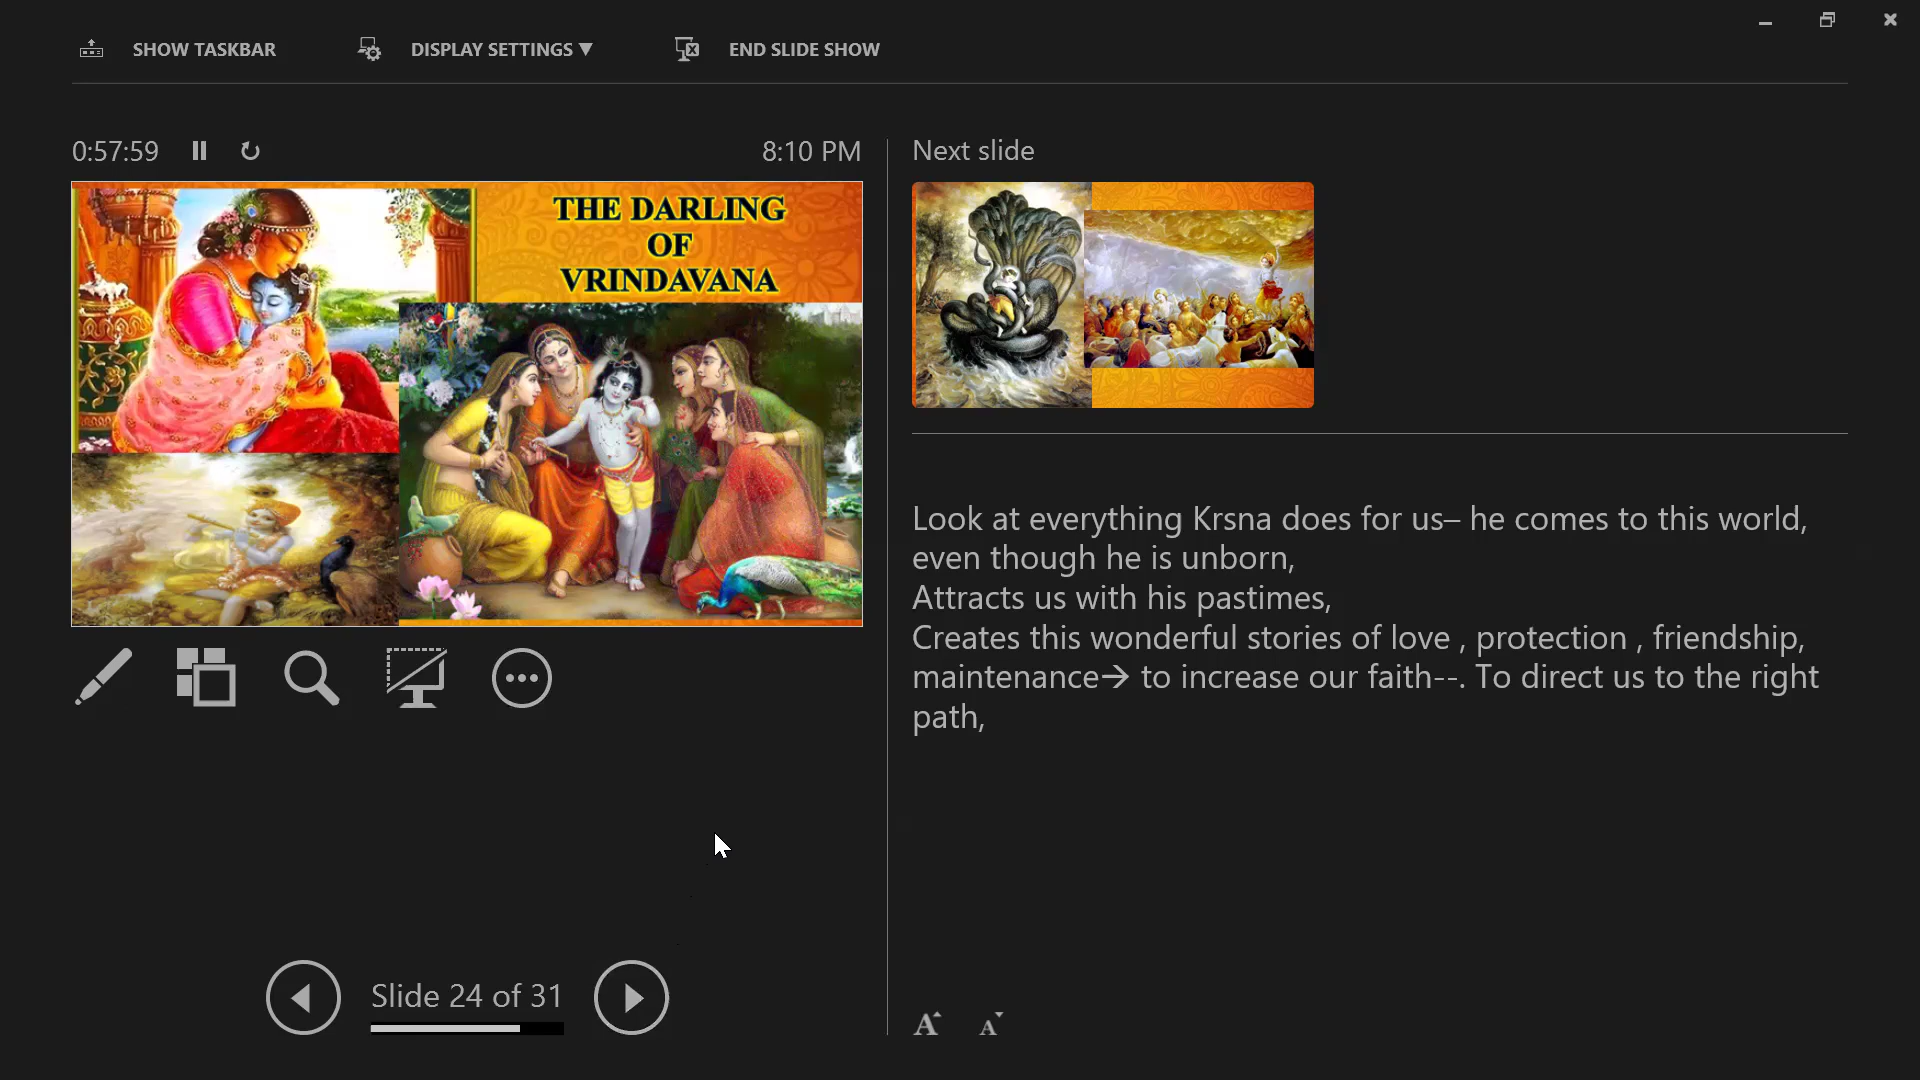 SHOW TASKBAR
DISPLAY SETTINGS ▼
END SLIDE SHOW
0:57:59
8:10 PM
THE DARLING
OF
VRINDAVANA
Slide 24 of 31
Next slide
Look at everything Krsna does for us– he comes to this world,
even though he is unborn,
Attracts us with his pastimes,
Creates this wonderful stories of love , protection , friendship,
maintenance→ to increase our faith--. To direct us to the right
path,
A A